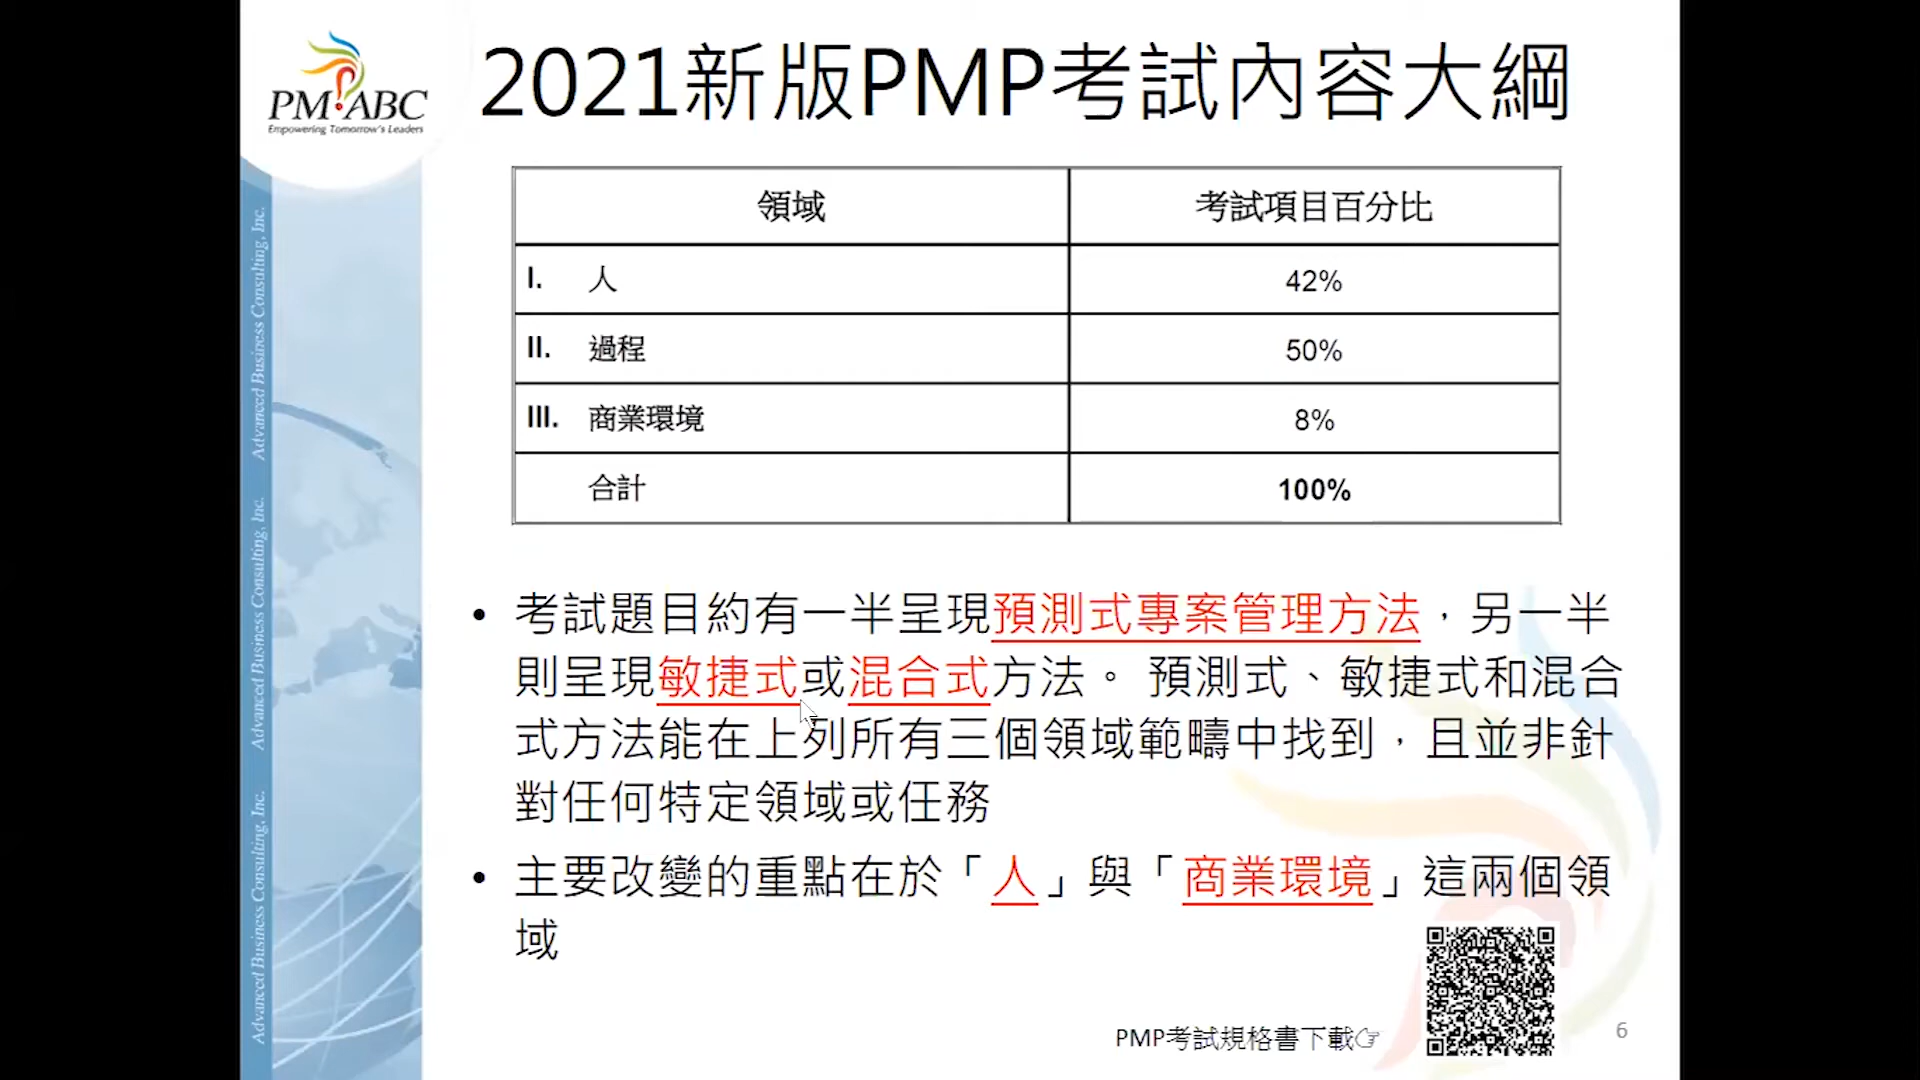 PM ABC
Empowering Tomorrow's Leaders
2021新版PMP考試內容大綱
領域 考試項目百分比
I. 人 42%
II. 過程 50%
III. 商業環境 8%
合計 100%
• 考試題目約有一半呈現預測式專案管理方法，另一半
則呈現敏捷式或混合式方法。 預測式、敏捷式和混合
式方法能在上列所有三個領域範疇中找到，且並非針
對任何特定領域或任務
• 主要改變的重點在於「人」與「商業環境」這兩個領
域
PMP考試規格書下載☞
6
Advanced Business Consulting, Inc.
Advanced Business Consulting, Inc.
Advanced Business Consulting, Inc.